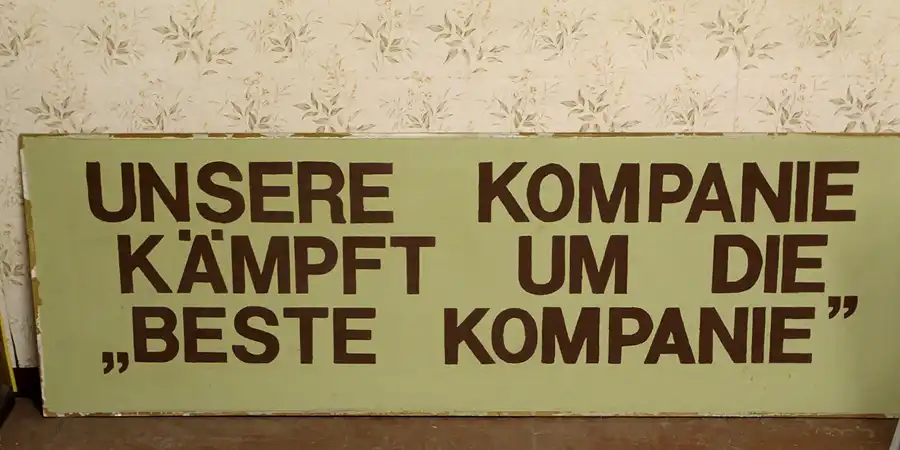 UNSERE KOMPANIE
KÄMPFT UM DIE
„BESTE KOMPANIE”